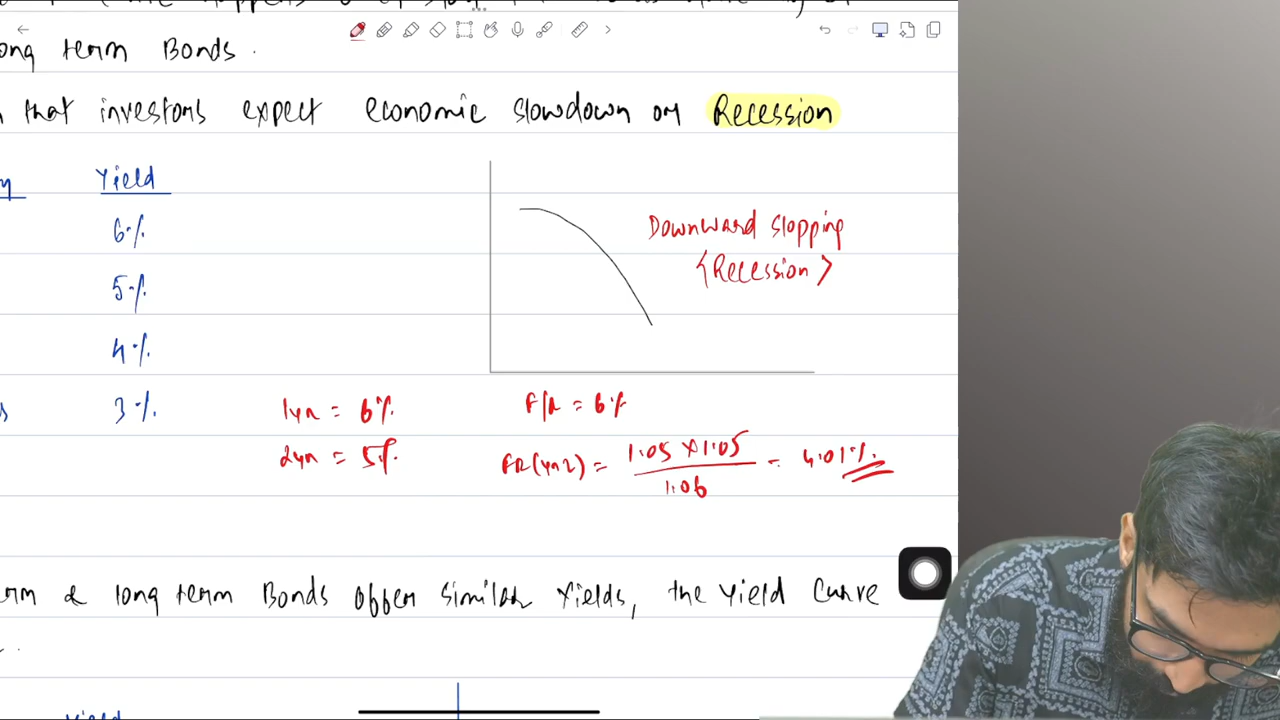 long term Bonds.
that investors expect economic slowdown or Recession
Yield
6%
5%
4%
3%
Downward slopping
{Recession}
1yr = 6%
2yr = 5%
F/R = 6%
FR(yr2) = 1.05 x 1.05 / 1.06 = 4.01%
term & long term Bonds offer similar yields, the yield curve
Yield